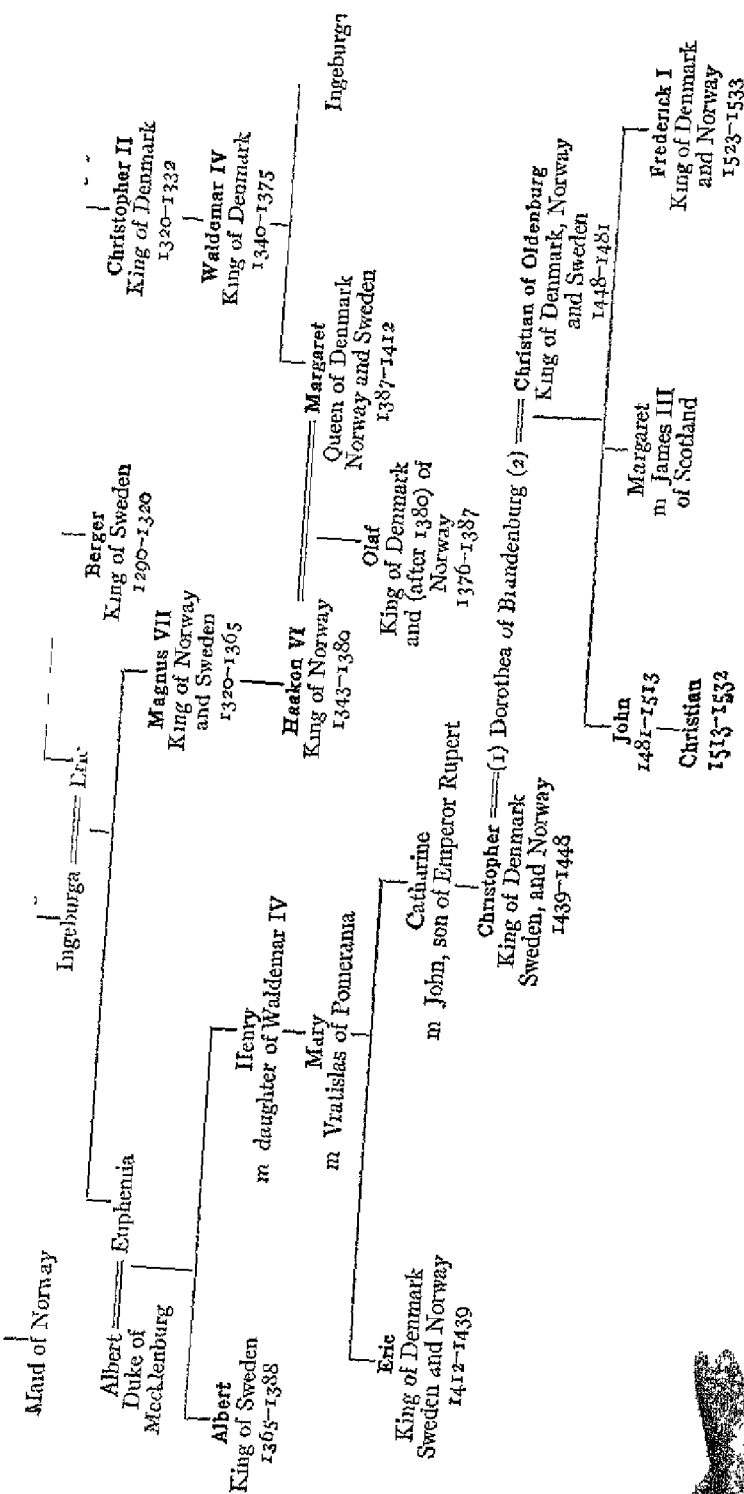 Maid of Norway
Ingeburga
Christopher II
King of Denmark
1320-1332
Berger
King of Sweden
1290-1320
Albert
Duke of
Mecklenburg
Euphemia
Magnus VII
King of Norway
and Sweden
1320-1365
Waldemar IV
King of Denmark
1340-1375
Albert
King of Sweden
1365-1388
Henry
m daughter of Waldemar IV
Haakon VI
King of Norway
1343-1380
Margaret
Queen of Denmark
Norway and Sweden
1387-1412
Mary
m Vratislas of Pomerania
Olaf
King of Denmark
and (after 1380) of
Norway
1376-1387
Eric
King of Denmark
Sweden and Norway
1412-1439
Catharine
m John, son of Emperor Rupert
Christopher
King of Denmark
Sweden, and Norway
1439-1448
(1) Dorothea of Brandenburg (2)
Christian of Oldenburg
King of Denmark, Norway
and Sweden
1448-1481
John
1481-1513
Christian
1513-1532
Margaret
m James III
of Scotland
Frederick I
King of Denmark
and Norway
1523-1533